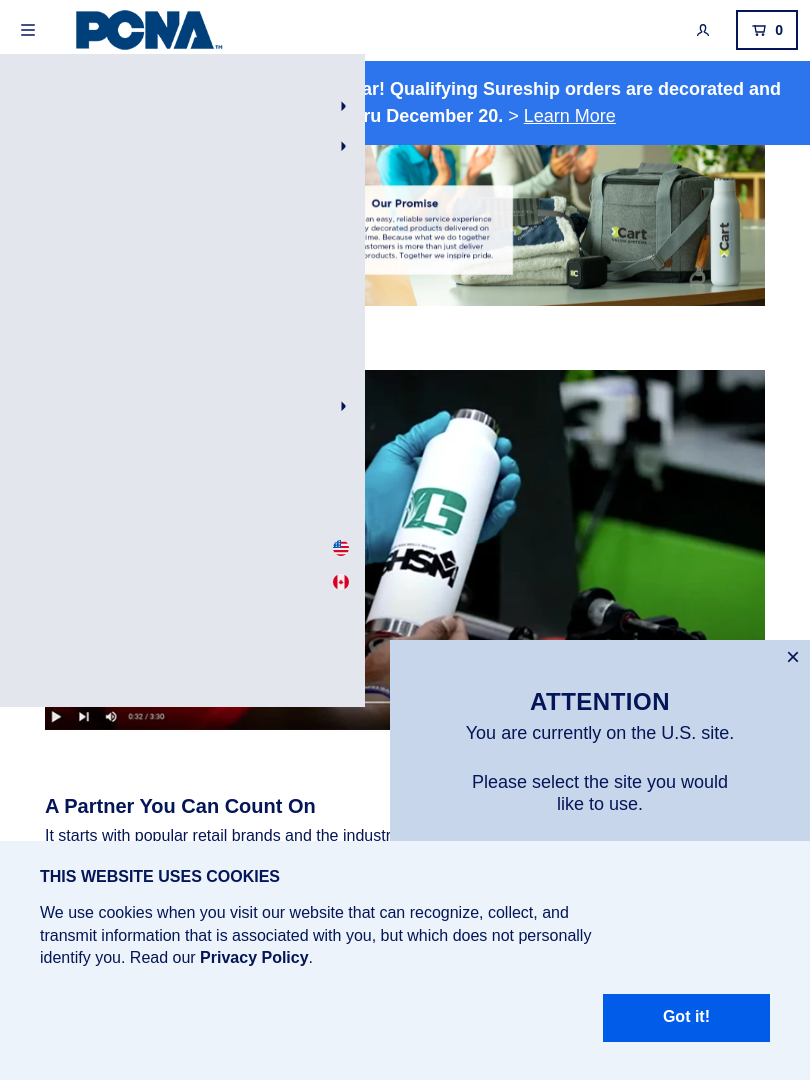 PCNA™
0
ar! Qualifying Sureship orders are decorated and
ru December 20. > Learn More
Our Promise
an easy, reliable service experience
y decorated products delivered on
ime. Because what we do together
ustomers is more than just deliver
products. Together we inspire pride.
Cart
Cart
G
GHSM
0:32 / 3:30
ATTENTION
You are currently on the U.S. site.
Please select the site you would
like to use.
A Partner You Can Count On
It starts with popular retail brands and the industr
THIS WEBSITE USES COOKIES
We use cookies when you visit our website that can recognize, collect, and
transmit information that is associated with you, but which does not personally
identify you. Read our Privacy Policy.
Got it!